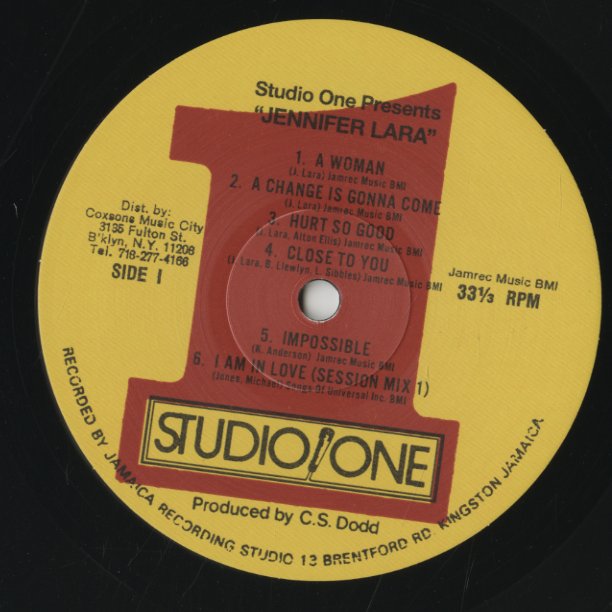 Studio One Presents
"JENNIFER LARA"
1. A WOMAN
(J. Lara) Jamrec Music BMI
2. A CHANGE IS GONNA COME
(J. Lara) Jamrec Music BMI
3. HURT SO GOOD
(J. Lara, Alton Ellis) Jamrec Music BMI
4. CLOSE TO YOU
(J. Lara, B. Llewlyn, L. Sibbles) Jamrec Music BMI
Dist. by:
Coxsons Music City
3135 Fulton St.
B'klyn, N.Y. 11208
Tel. 718-277-4166
SIDE I
Jamrec Music BMI
33⅓ RPM
5. IMPOSSIBLE
(K. Anderson) Jamrec Music BMI
6. I AM IN LOVE (SESSION MIX 1)
(Jones, Michael) Songs Of Universal Inc. BMI
STUDIO ONE
Produced by C.S. Dodd
RECORDED BY JAMAICA RECORDING STUDIO 13 BRENTFORD RD. KINGSTON JAMAICA